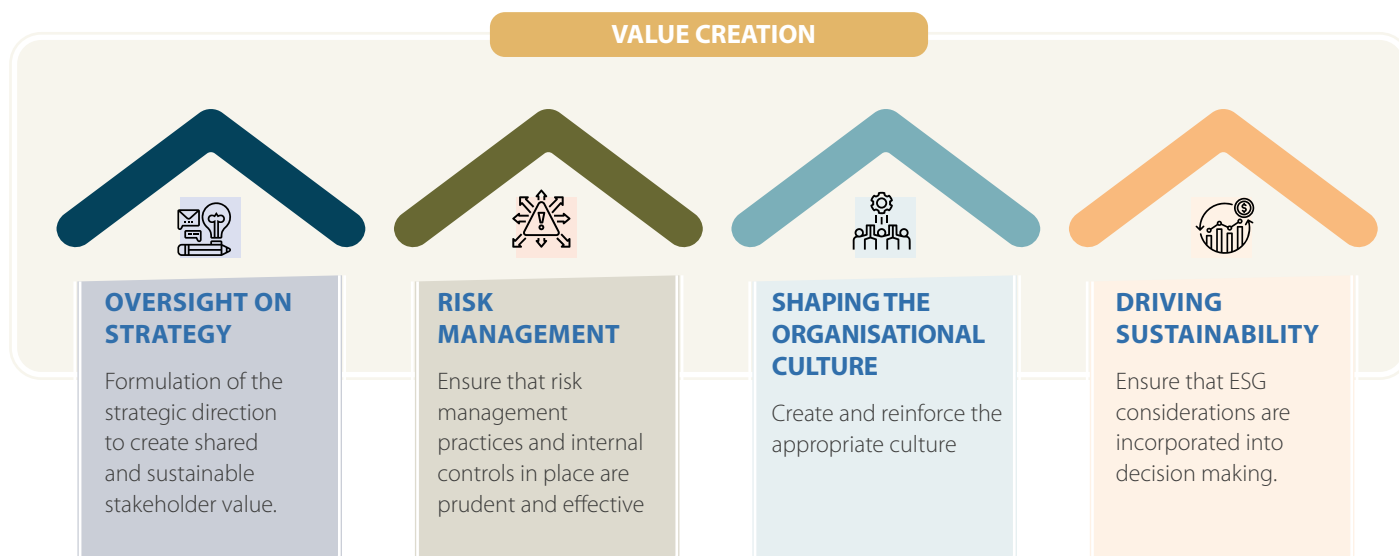 VALUE CREATION
OVERSIGHT ON
STRATEGY
Formulation of the
strategic direction
to create shared
and sustainable
stakeholder value.
RISK
MANAGEMENT
Ensure that risk
management
practices and internal
controls in place are
prudent and effective
SHAPING THE
ORGANISATIONAL
CULTURE
Create and reinforce the
appropriate culture
DRIVING
SUSTAINABILITY
Ensure that ESG
considerations are
incorporated into
decision making.